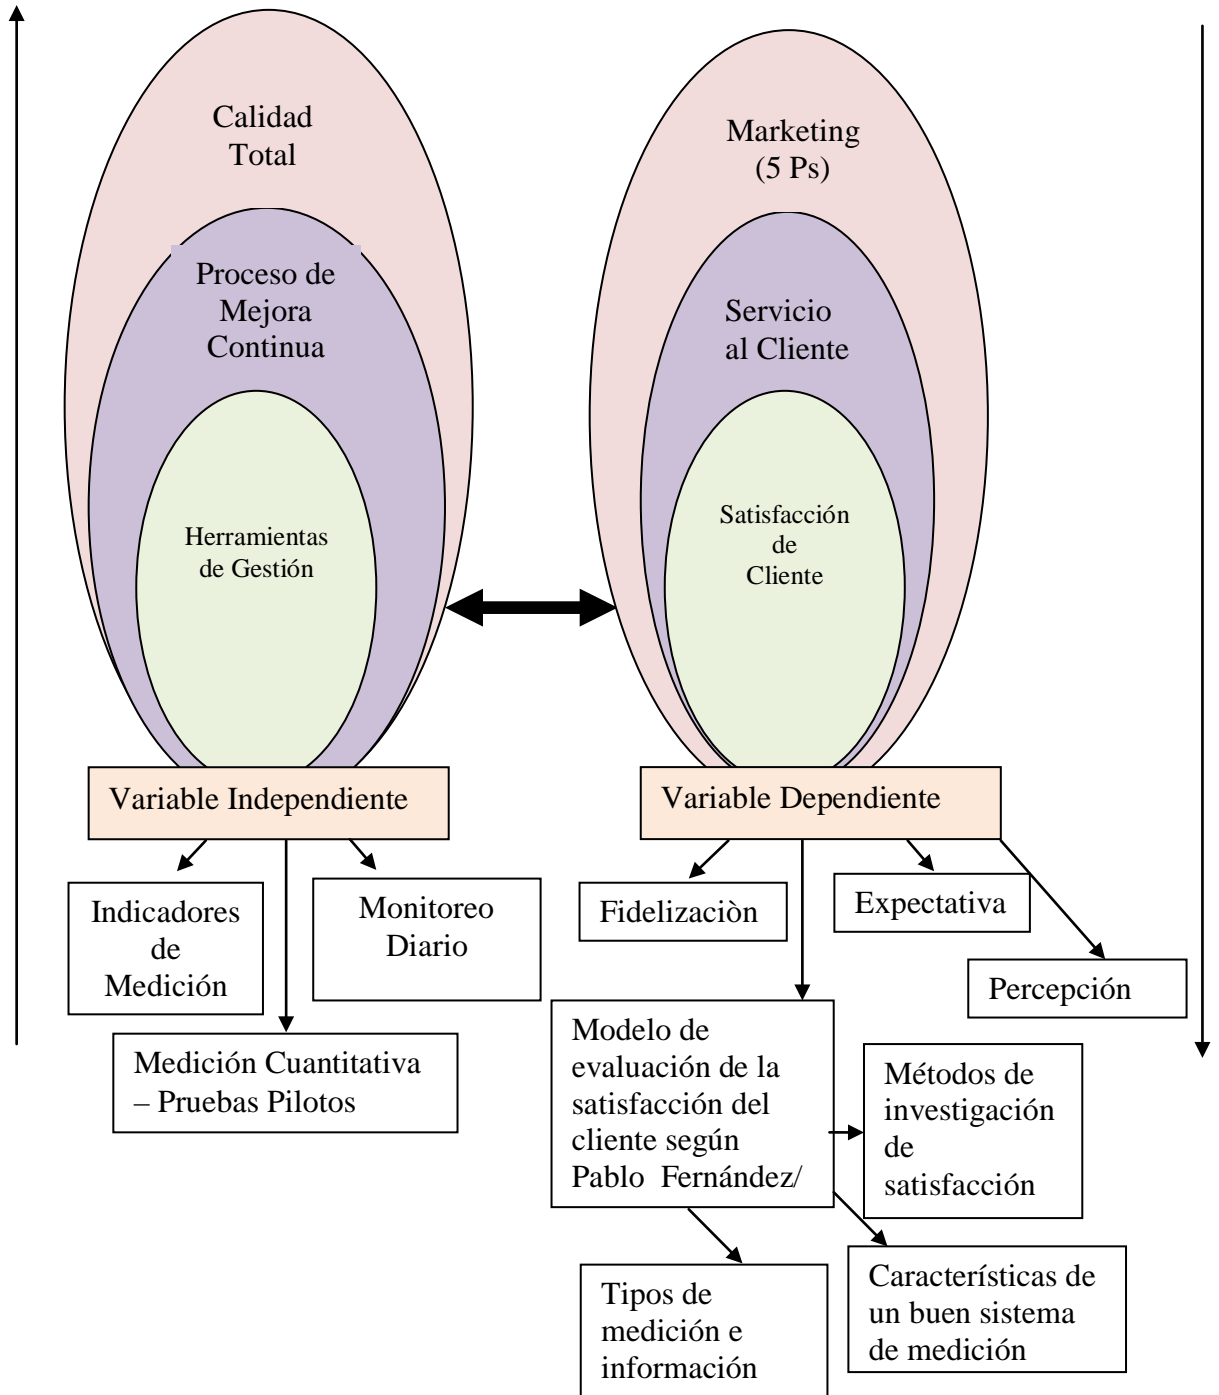 Calidad
Total
Marketing
(5 Ps)
Proceso de
Mejora
Continua
Servicio
al Cliente
Herramientas
de Gestión
Satisfacción
de
Cliente
Variable Independiente
Variable Dependiente
Indicadores
de
Medición
Monitoreo
Diario
Medición Cuantitativa
– Pruebas Pilotos
Fidelizaciòn
Expectativa
Percepción
Modelo de
evaluación de la
satisfacción del
cliente según
Pablo Fernández/
Métodos de
investigación
de
satisfacción
Tipos de
medición e
información
Características de
un buen sistema
de medición